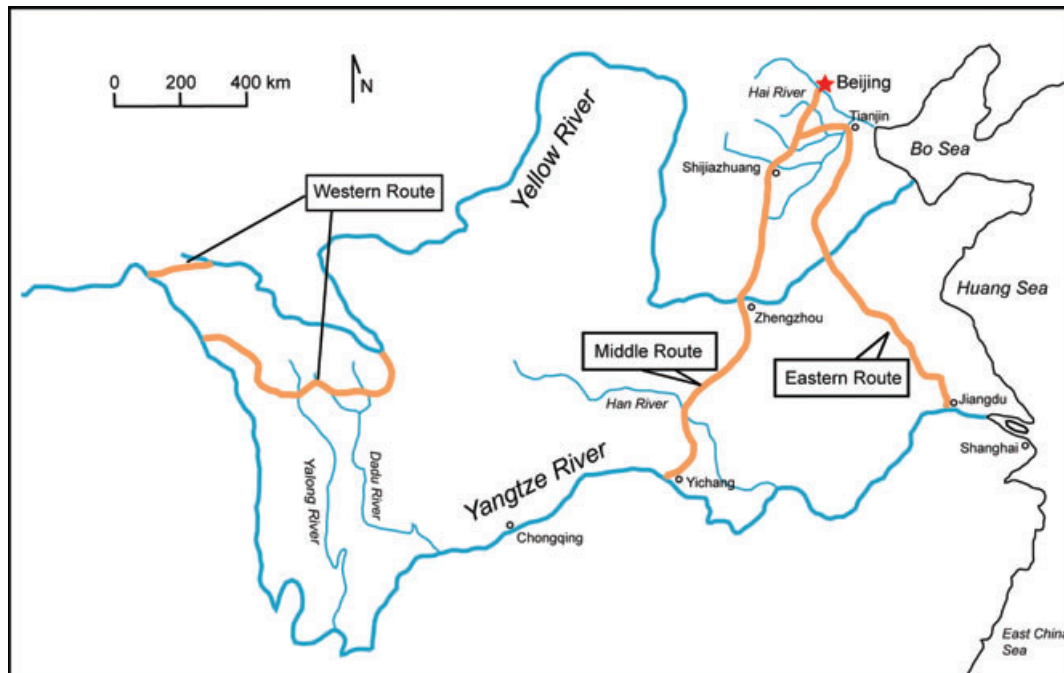 0 200 400 km
N
Beijing
Hai River
Tianjin
Bo Sea
Shijiazhuang
Yellow River
Western Route
Huang Sea
Zhengzhou
Middle Route
Eastern Route
Han River
Jiangdu
Shanghai
Yalong River
Dadu River
Yangtze River
Yichang
Chongqing
East China
Sea